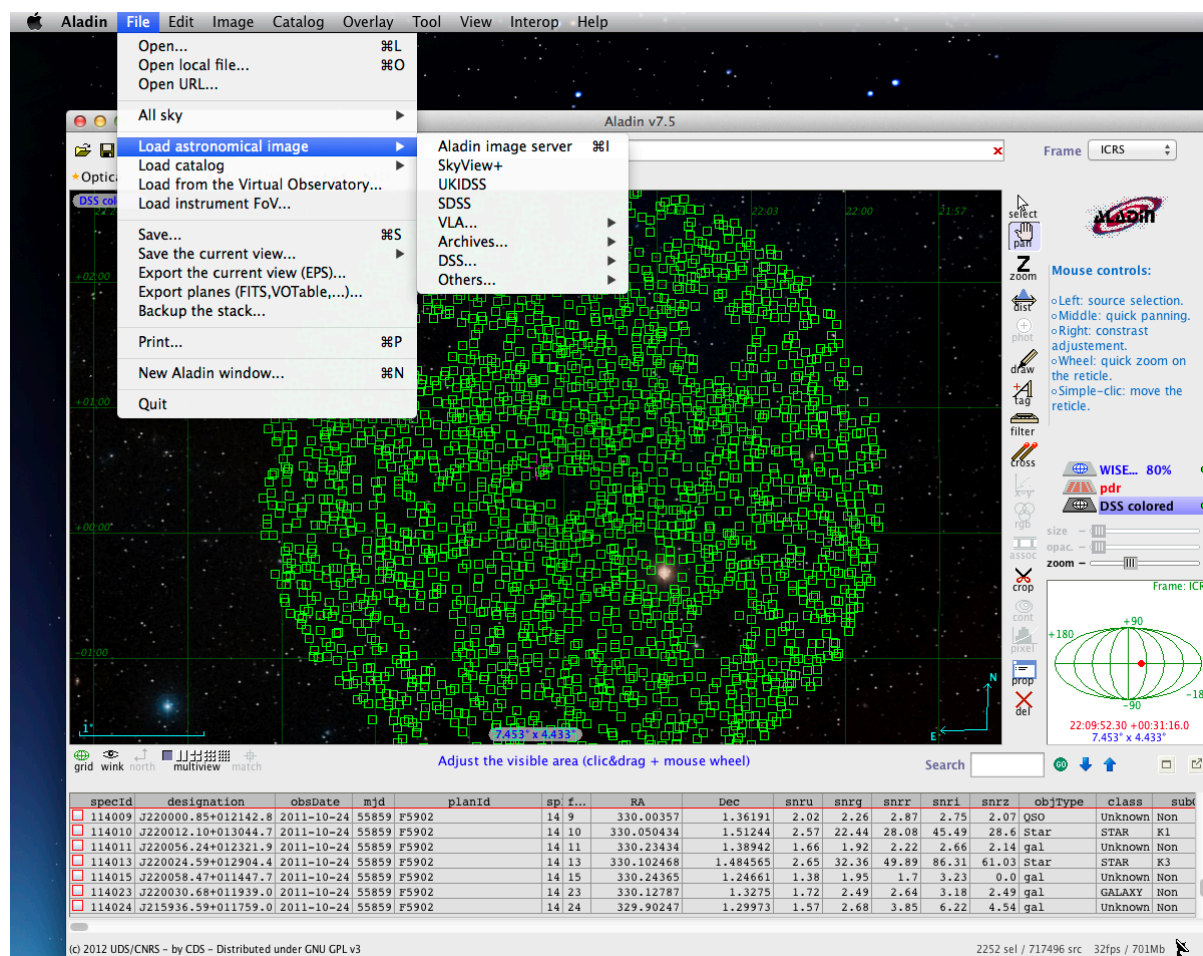 Aladin File Edit Image Catalog Overlay Tool View Interop Help
Open... ⌘L
Open local file... ⌘O
Open URL...
All sky
Load astronomical image
Load catalog
Load from the Virtual Observatory...
Load instrument FoV...
Save... ⌘S
Save the current view...
Export the current view (EPS)...
Export planes (FITS,VOTable,...)...
Backup the stack...
Print... ⌘P
New Aladin window... ⌘N
Quit
Aladin image server ⌘I
SkyView+
UKIDSS
SDSS
VLA...
Archives...
DSS...
Others...
Aladin v7.5
Frame ICRS
DSS col
22:03 22:00 21:57
+02:00
+01:00
+00:00
-01:00
1°
7.453° x 4.433°
N
E
select
pan
zoom
dist
phot
draw
tag
filter
cross
rgb
assoc
crop
cont
pixel
prop
del
ALADIN
Mouse controls:
Left: source selection.
Middle: quick panning.
Right: constrast
adjustement.
Wheel: quick zoom on
the reticle.
Simple-clic: move the
reticle.
WISE... 80%
pdr
DSS colored
size
opac.
zoom
Frame: ICR
+90
+180
-18
-90
22:09:52.30 +00:31:16.0
7.453° x 4.433°
grid wink north multiview match
Adjust the visible area (clic&drag + mouse wheel)
Search GO
specId designation obsDate mjd planId sp f... RA Dec snru snrg snrr snri snrz objType class subC
114009 J220000.85+012142.8 2011-10-24 55859 F5902 14 9 330.00357 1.36191 2.02 2.26 2.87 2.75 2.07 QSO Unknown Non
114010 J220012.10+013044.7 2011-10-24 55859 F5902 14 10 330.050434 1.51244 2.57 22.44 28.08 45.49 28.6 Star STAR K1
114011 J220056.24+012321.9 2011-10-24 55859 F5902 14 11 330.23434 1.38942 1.66 1.92 2.22 2.66 2.14 gal Unknown Non
114013 J220024.59+012904.4 2011-10-24 55859 F5902 14 13 330.102468 1.484565 2.65 32.36 49.89 86.31 61.03 Star STAR K3
114015 J220058.47+011447.7 2011-10-24 55859 F5902 14 15 330.24365 1.24661 1.38 1.95 1.7 3.23 0.0 gal Unknown Non
114023 J220030.68+011939.0 2011-10-24 55859 F5902 14 23 330.12787 1.3275 1.72 2.49 2.64 3.18 2.49 gal GALAXY Non
114024 J215936.59+011759.0 2011-10-24 55859 F5902 14 24 329.90247 1.29973 1.57 2.68 3.85 6.22 4.54 gal Unknown Non
(c) 2012 UDS/CNRS - by CDS - Distributed under GNU GPL v3
2252 sel / 717496 src 32fps / 701Mb